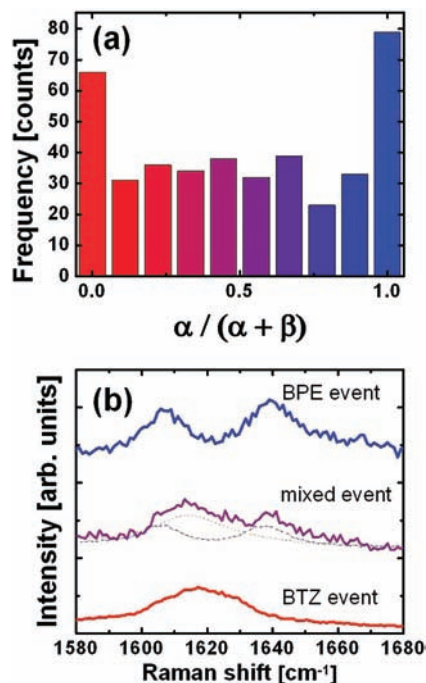 (a)
Frequency [counts]
80
70
60
50
40
30
20
10
0
0.0 0.5 1.0
α / (α + β)
(b)
Intensity [arb. units]
BPE event
mixed event
BTZ event
1580 1600 1620 1640 1660 1680
Raman shift [cm⁻¹]